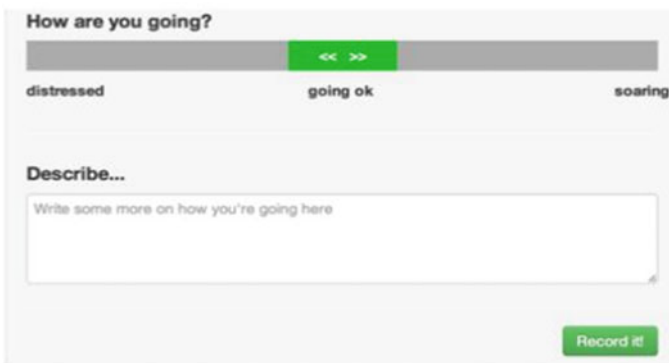 How are you going?
<< >>
distressed going ok soaring
Describe...
Write some more on how you're going here
Record it!